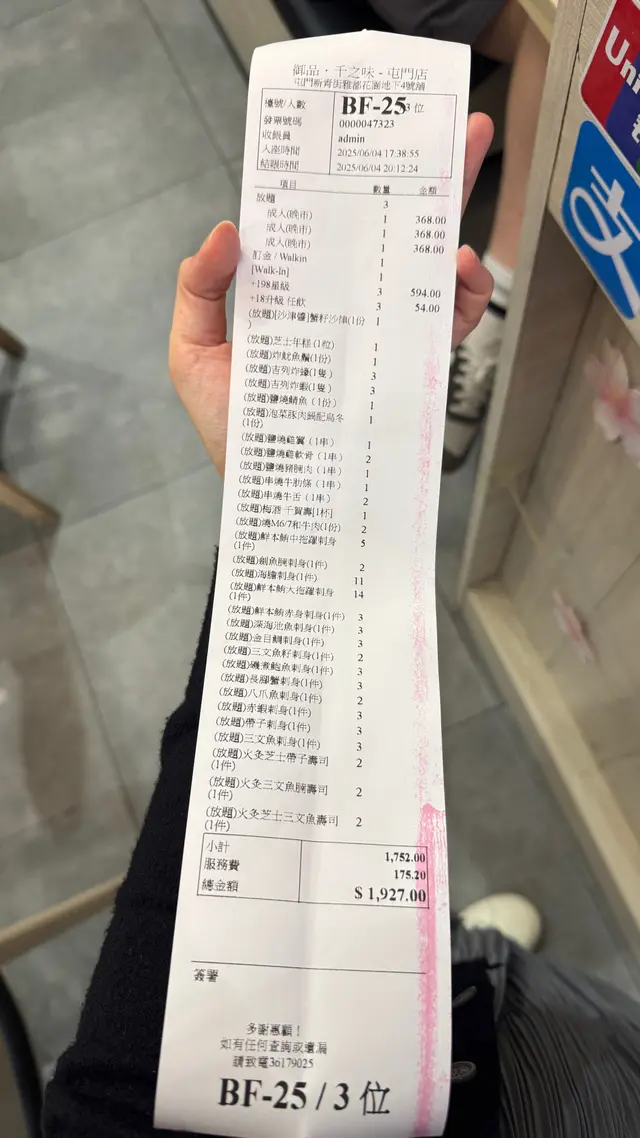 御品・千之味 - 屯門店
屯門新青街雅都花園地下4號舖
檯號/人數 BF-25 3 位
發票號碼 0000047323
收銀員 admin
入座時間 2025/06/04 17:38:55
結賬時間 2025/06/04 20:12:24
項目 數量 金額
放題 3
成人(晚市) 1 368.00
成人(晚市) 1 368.00
成人(晚市) 1 368.00
訂金 / Walkin 1
[Walk-In] 1
+198星級 3 594.00
+18升級 任飲 3 54.00
(放題)[沙津醬]蟹籽沙律(1份 1
)
(放題)芝士年糕 (1粒) 1
(放題)炸魷魚鬚(1份) 1
(放題)吉列炸蠔(1隻 ) 3
(放題)吉列炸蝦(1隻 ) 3
(放題)鹽燒鯖魚（1份） 1
(放題)泡菜豚肉鍋配烏冬 1
(1份)
(放題)鹽燒雞翼（1串） 1
(放題)鹽燒雞軟骨（1串） 2
(放題)鹽燒豬腩肉（1串） 1
(放題)串燒牛肋條（1串） 1
(放題)串燒牛舌（1串） 2
(放題)梅酒 千賀壽[1杯] 1
(放題)燒M6/7和牛肉(1份) 2
(放題)鮮本鮪中拖羅刺身 5
(1件)
(放題)劍魚腩刺身(1件) 2
(放題)海膽刺身(1件) 11
(放題)鮮本鮪大拖羅刺身 14
(1件)
(放題)鮮本鮪赤身刺身(1件) 3
(放題)深海池魚刺身(1件) 3
(放題)金目鯛刺身(1件) 3
(放題)三文魚籽刺身(1件) 2
(放題)磯煮鮑魚刺身(1件) 3
(放題)長腳蟹刺身(1件) 3
(放題)八爪魚刺身(1件) 2
(放題)赤蝦刺身(1件) 3
(放題)帶子刺身(1件) 3
(放題)三文魚刺身(1件) 3
(放題)火灸芝士帶子壽司 2
(1件)
(放題)火灸三文魚腩壽司 2
(1件)
(放題)火灸芝士三文魚壽司 2
(1件)
小計 1,752.00
服務費 175.20
總金額 $ 1,927.00
簽署
多謝惠顧！
如有任何查詢或遺漏
請致電36179025
BF-25 / 3 位
Uni